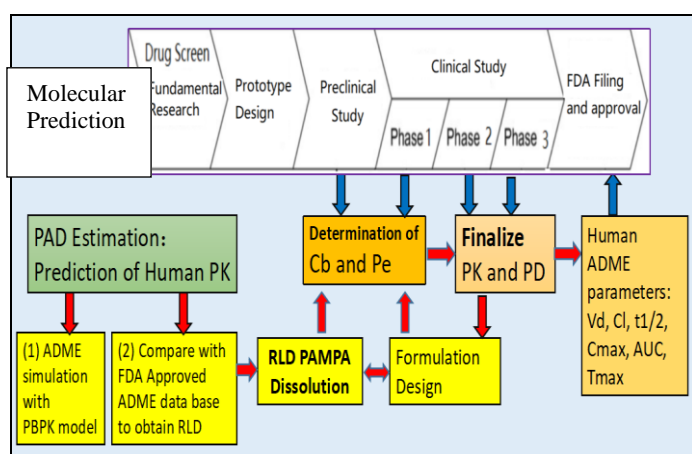 Drug Screen
Fundamental
Research
Molecular
Prediction
Prototype
Design
Preclinical
Study
Clinical Study
Phase 1
Phase 2
Phase 3
FDA Filing
and approval
PAD Estimation:
Prediction of Human PK
Determination of
Cb and Pe
Finalize
PK and PD
Human
ADME
parameters:
Vd, Cl, t1/2,
Cmax, AUC,
Tmax
(1) ADME
simulation
with
PBPK model
(2) Compare with
FDA Approved
ADME data base
to obtain RLD
RLD PAMPA
Dissolution
Formulation
Design